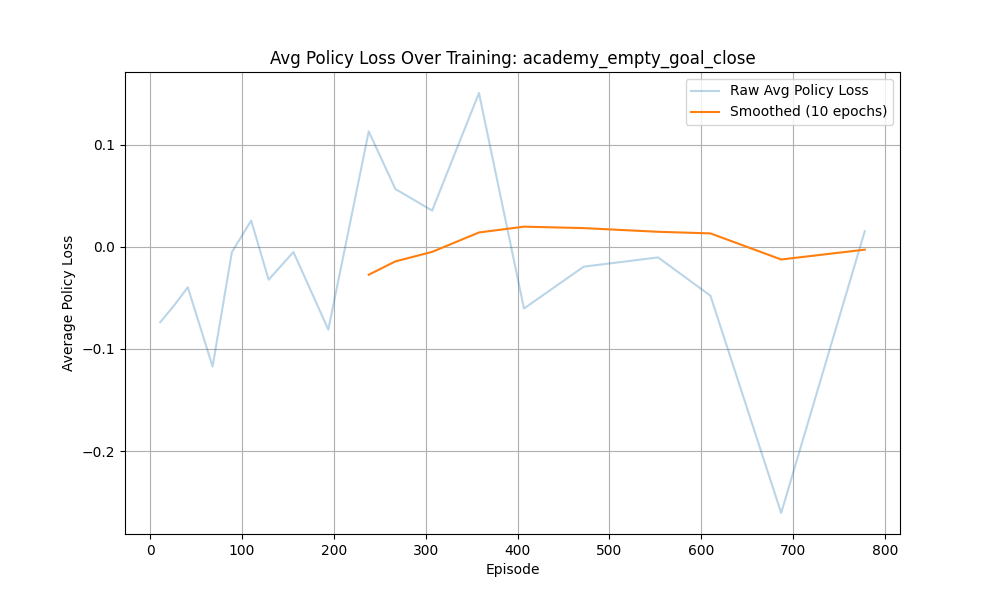 Avg Policy Loss Over Training: academy_empty_goal_close
Raw Avg Policy Loss
Smoothed (10 epochs)
Average Policy Loss
0.1
0.0
−0.1
−0.2
0 100 200 300 400 500 600 700 800
Episode